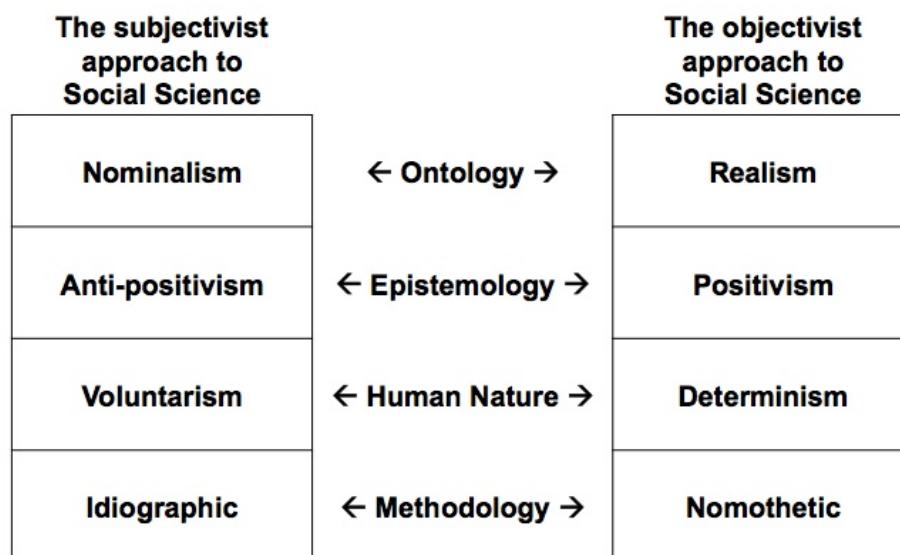 The subjectivist
approach to
Social Science
The objectivist
approach to
Social Science
Nominalism ← Ontology → Realism
Anti-positivism ← Epistemology → Positivism
Voluntarism ← Human Nature → Determinism
Idiographic ← Methodology → Nomothetic